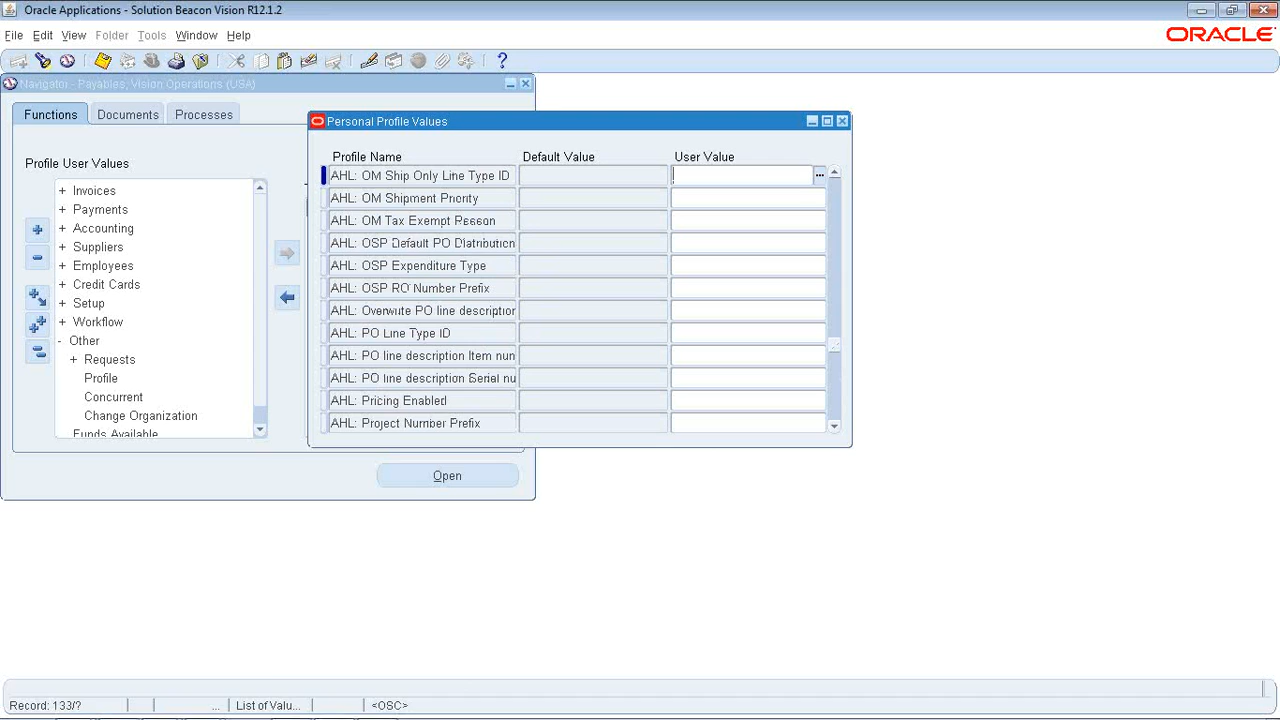 Oracle Applications - Solution Beacon Vision R12.1.2
File Edit View Folder Tools Window Help
ORACLE
Navigator - Payables, Vision Operations (USA)
Functions Documents Processes
Profile User Values
+ Invoices
+ Payments
+ Accounting
+ Suppliers
+ Employees
+ Credit Cards
+ Setup
+ Workflow
- Other
+ Requests
Profile
Concurrent
Change Organization
Funds Available
Open
Personal Profile Values
Profile Name Default Value User Value
AHL: OM Ship Only Line Type ID
AHL: OM Shipment Priority
AHL: OM Tax Exempt Reason
AHL: OSP Default PO Distribution
AHL: OSP Expenditure Type
AHL: OSP RO Number Prefix
AHL: Overwrite PO line description
AHL: PO Line Type ID
AHL: PO line description Item nun
AHL: PO line description Serial nu
AHL: Pricing Enabled
AHL: Project Number Prefix
Record: 133/? ... List of Valu... <OSC>